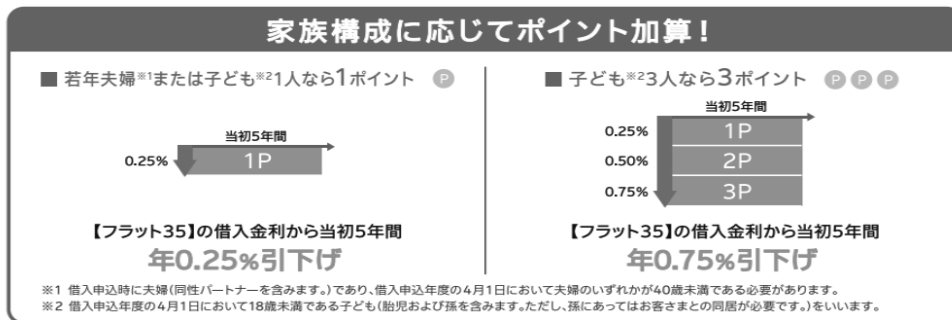 家族構成に応じてポイント加算！
■ 若年夫婦※1または子ども※21人なら1ポイント P
当初5年間
0.25% 1P
【フラット35】の借入金利から当初5年間
年0.25%引下げ
■ 子ども※23人なら3ポイント P P P
当初5年間
0.25% 1P
0.50% 2P
0.75% 3P
【フラット35】の借入金利から当初5年間
年0.75%引下げ
※1 借入申込時に夫婦（同性パートナーを含みます。）であり、借入申込年度の4月1日において夫婦のいずれかが40歳未満である必要があります。
※2 借入申込年度の4月1日において18歳未満である子ども（胎児および孫を含みます。ただし、孫にあってはお客さまとの同居が必要です。）をいいます。